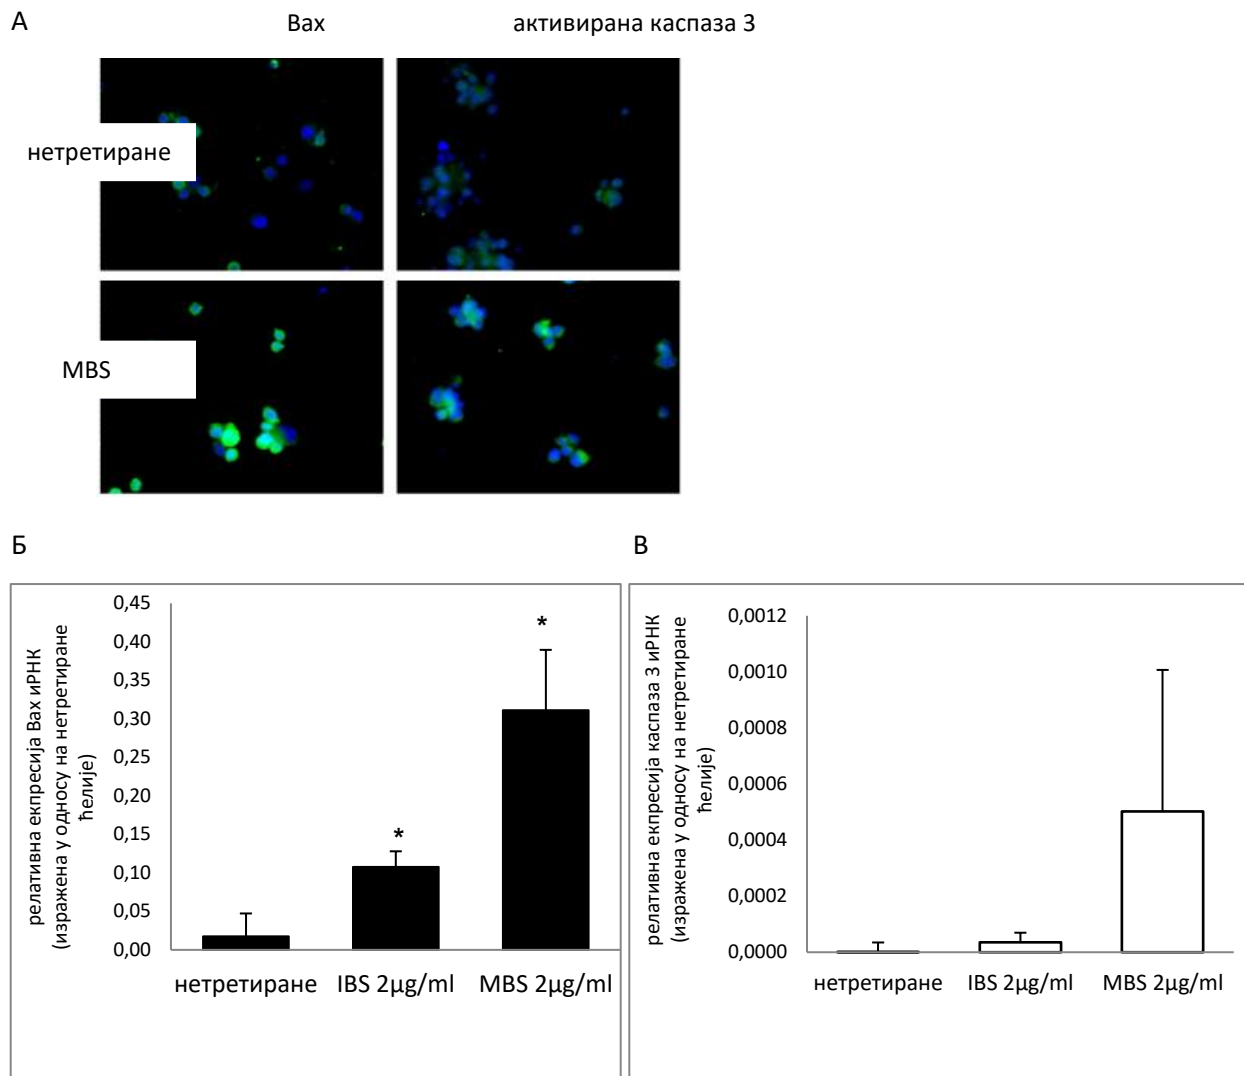 А
Bax
активирана каспаза 3
нетретиране
MBS
Б
В
релативна експресија Bax иРНК
(изражена у односу на нетретиране
ћелије)
0,45
0,40
0,35
0,30
0,25
0,20
0,15
0,10
0,05
0,00
*
*
нетретиране
IBS 2µg/ml
MBS 2µg/ml
релативна експресија каспаза 3 иРНК
(изражена у односу на нетретиране
ћелије)
0,0012
0,0010
0,0008
0,0006
0,0004
0,0002
0,0000
нетретиране
IBS 2µg/ml
MBS 2µg/ml